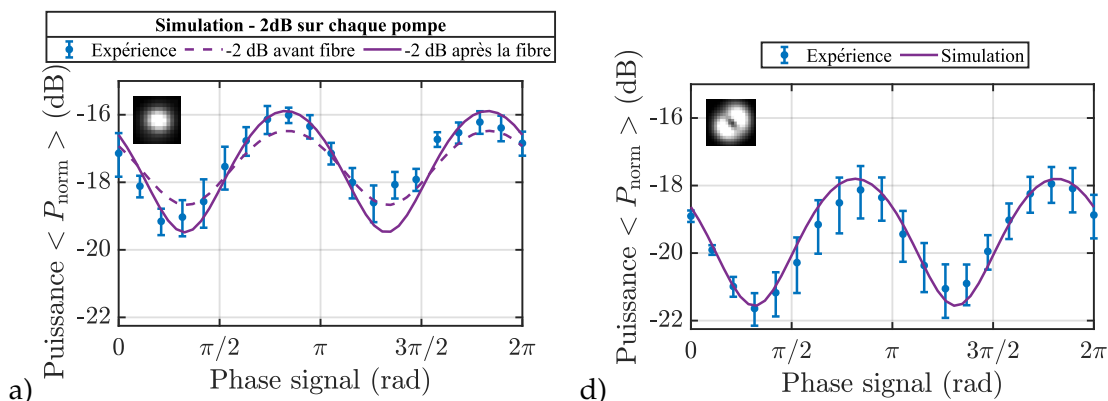 Simulation - 2dB sur chaque pompe
Expérience -2 dB avant fibre -2 dB après la fibre
Puissance < P_norm > (dB)
-16
-18
-20
-22
0 π/2 π 3π/2 2π
Phase signal (rad)
a)
Expérience Simulation
Puissance < P_norm > (dB)
-16
-18
-20
-22
0 π/2 π 3π/2 2π
Phase signal (rad)
d)